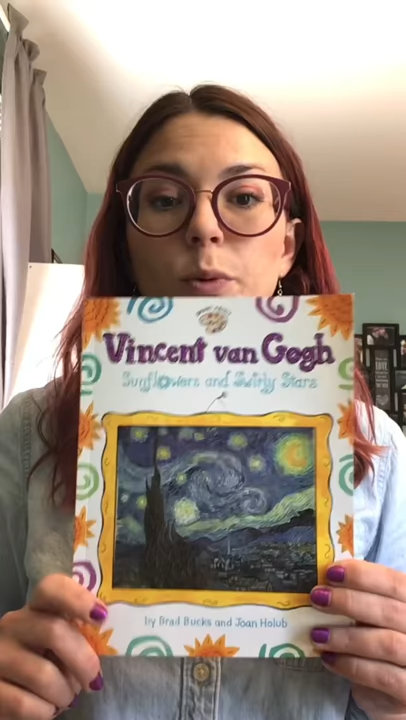 Vincent van Gogh
Sunflowers and Swirly Stars
by Brad Bucks and Joan Holub